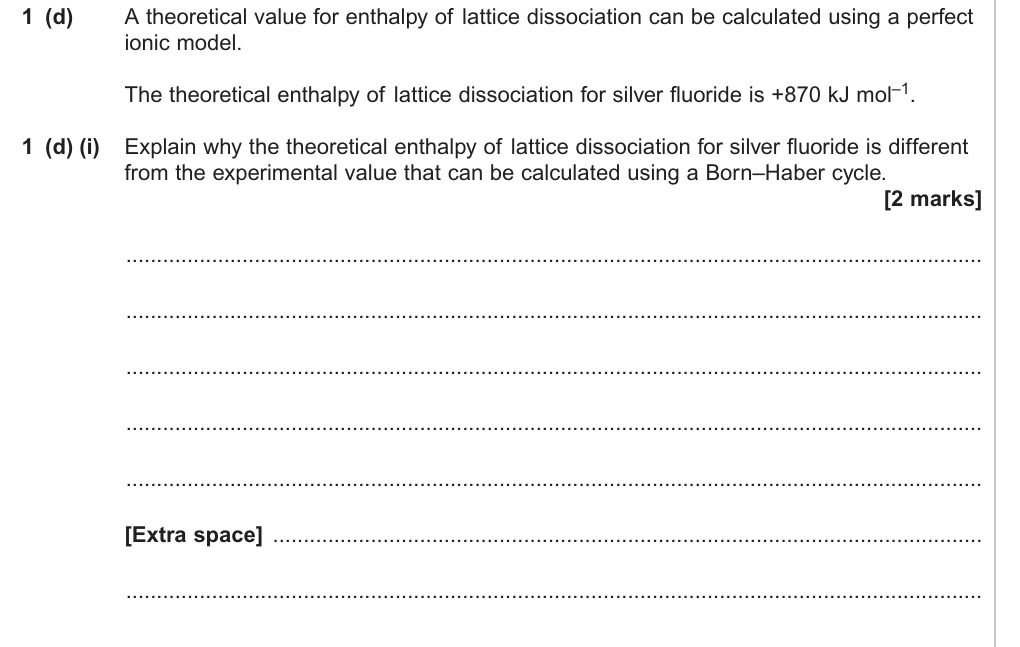 1 (d) A theoretical value for enthalpy of lattice dissociation can be calculated using a perfect
ionic model.
The theoretical enthalpy of lattice dissociation for silver fluoride is +870 kJ mol⁻¹.
1 (d) (i) Explain why the theoretical enthalpy of lattice dissociation for silver fluoride is different
from the experimental value that can be calculated using a Born–Haber cycle.
[2 marks]
[Extra space]